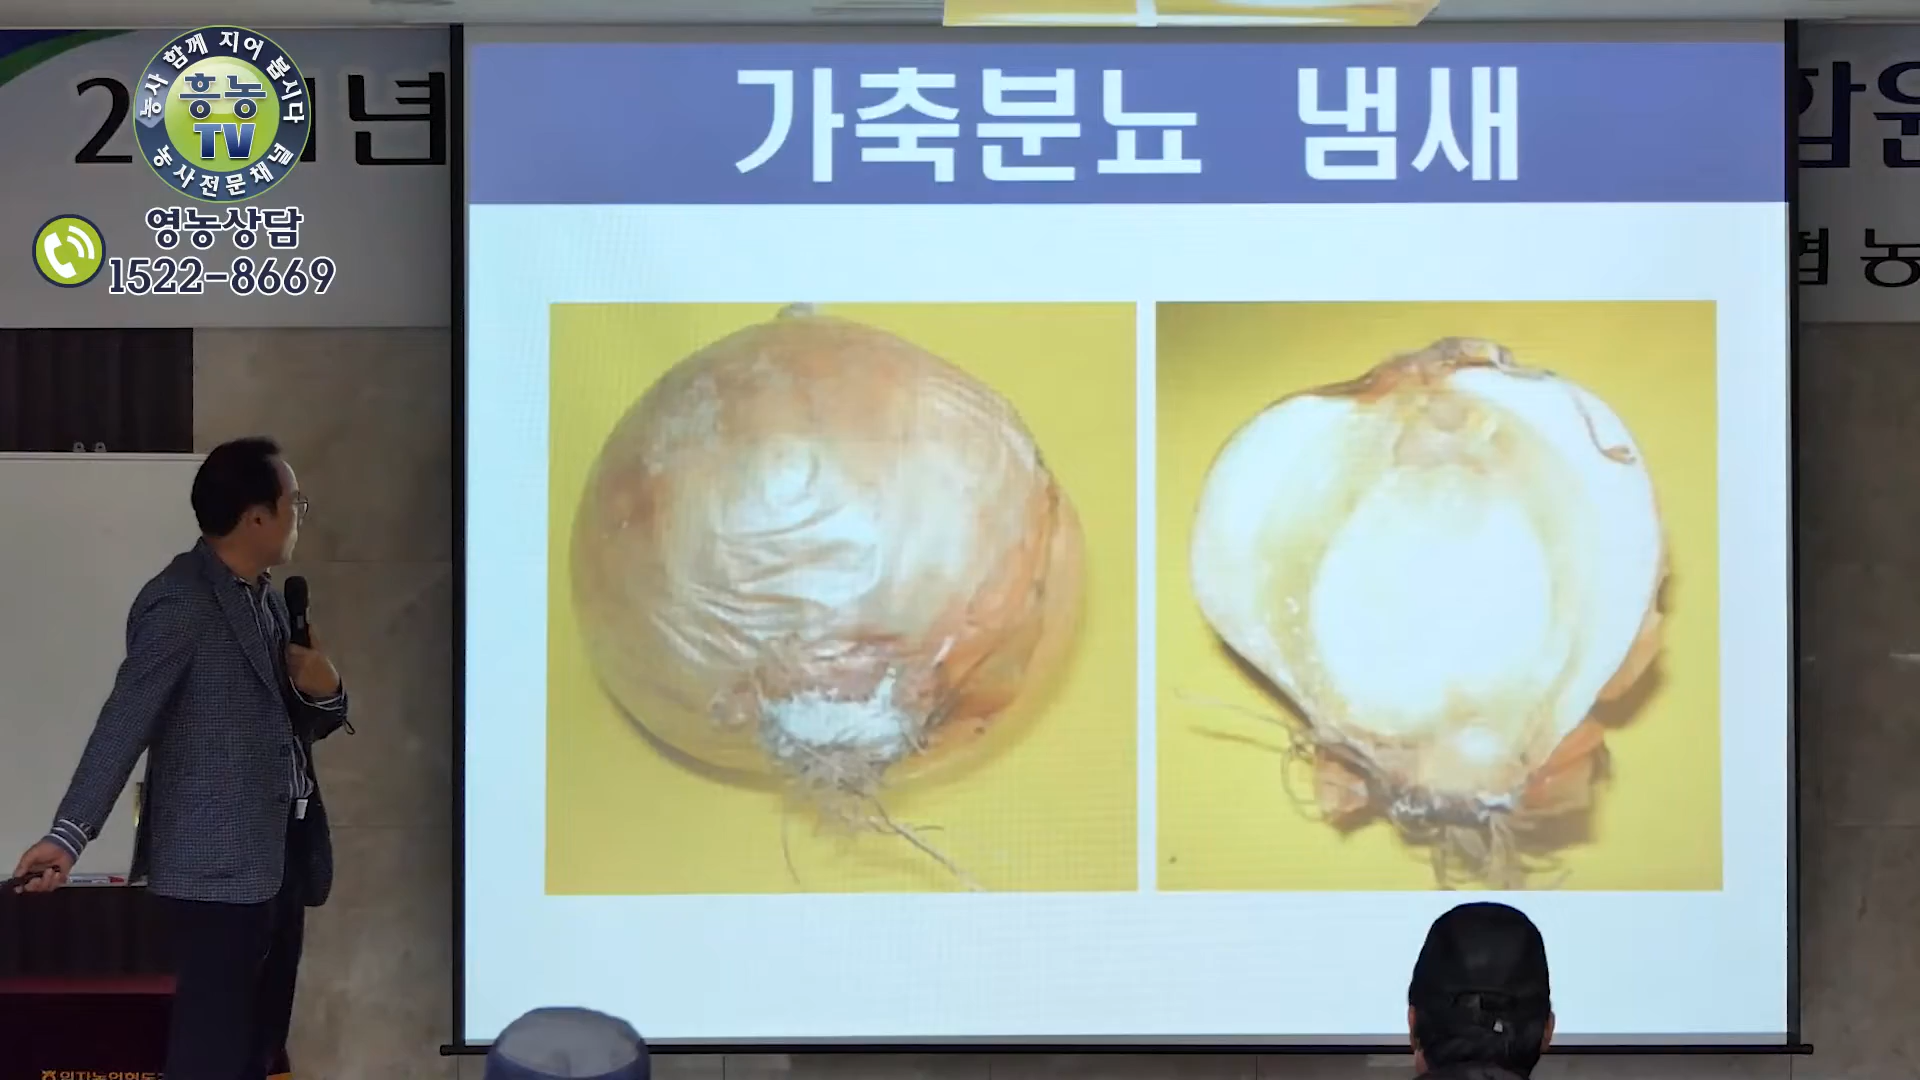 가축분뇨 냄새
농사 함께 지어 봅시다
흥농
TV
농사전문채널
영농상담
1522-8669